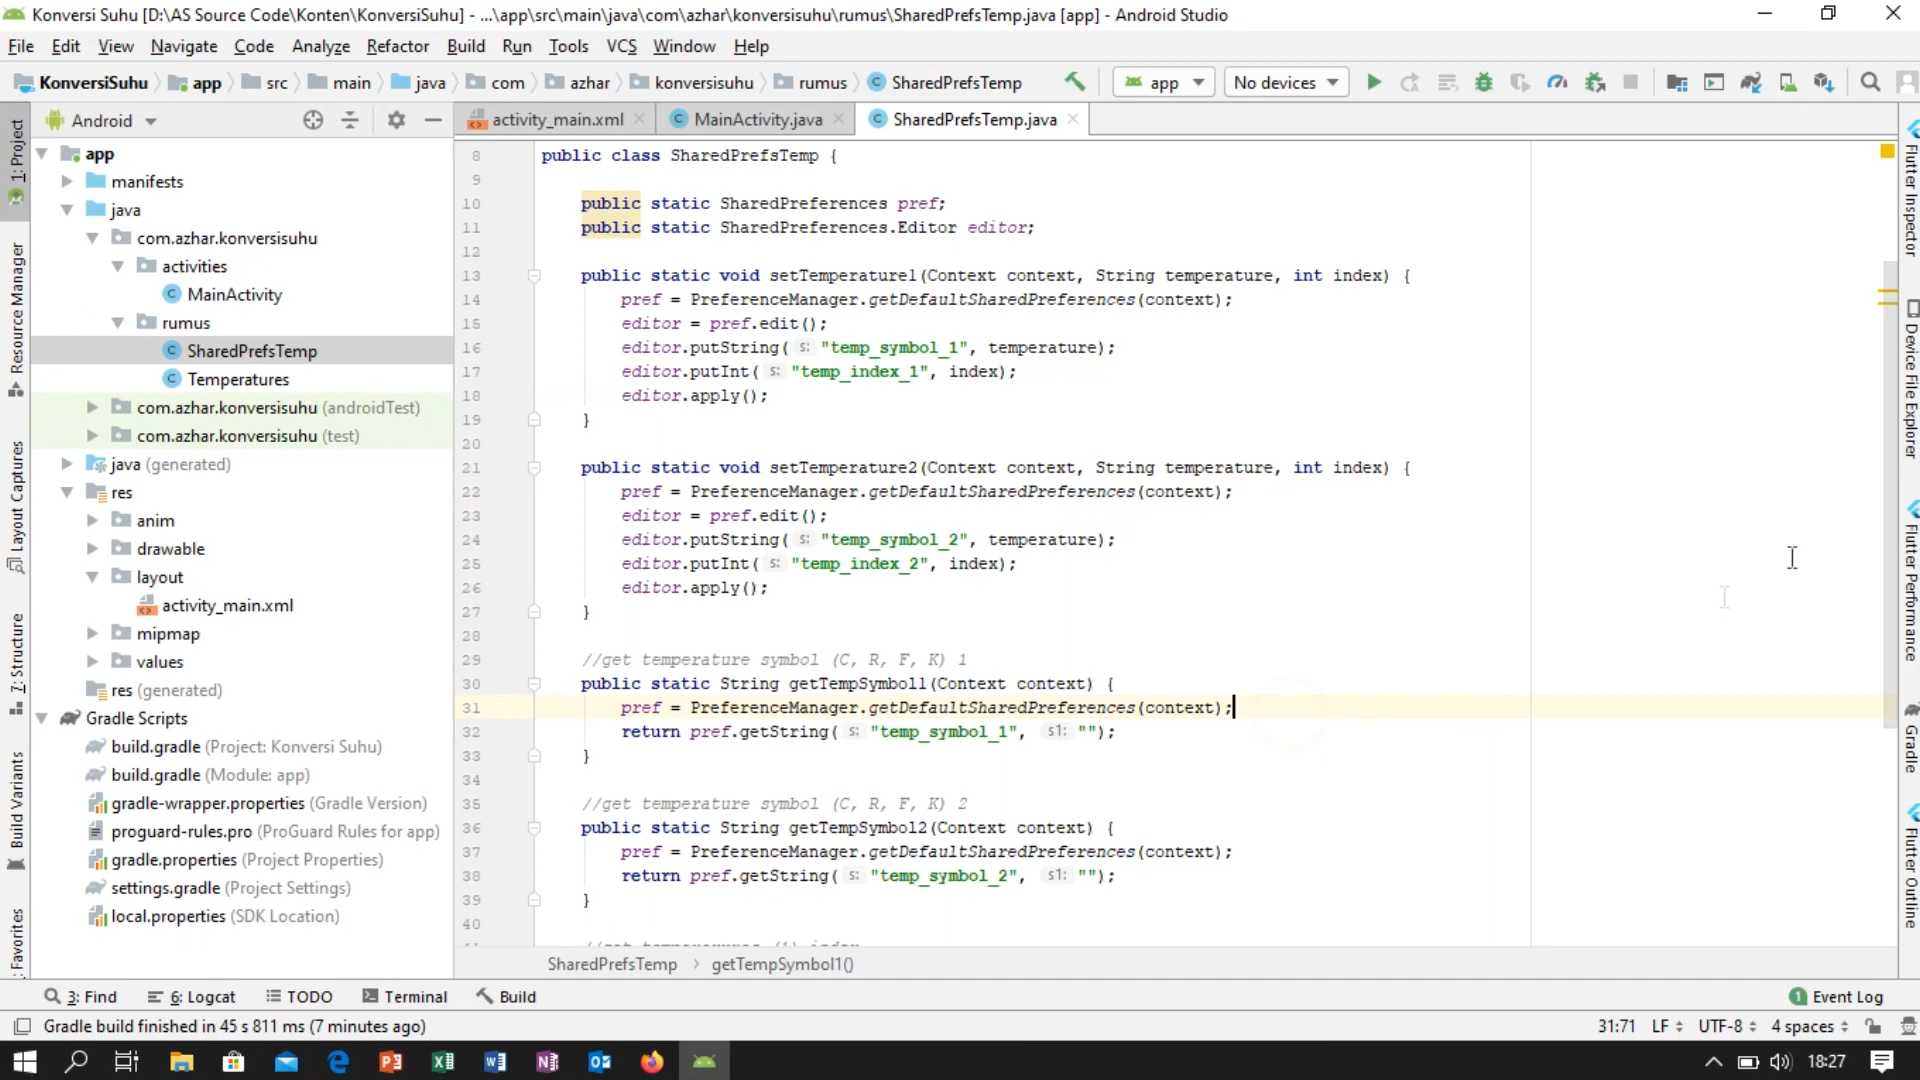 Konversi Suhu [D:\AS Source Code\Konten\KonversiSuhu] - ...\app\src\main\java\com\azhar\konversisuhu\rumus\SharedPrefsTemp.java [app] - Android Studio
File Edit View Navigate Code Analyze Refactor Build Run Tools VCS Window Help
KonversiSuhu app src main java com azhar konversisuhu rumus SharedPrefsTemp app No devices
Android
activity_main.xml MainActivity.java SharedPrefsTemp.java
1: Project
Resource Manager
Layout Captures
7: Structure
Build Variants
Favorites
app
manifests
java
com.azhar.konversisuhu
activities
MainActivity
rumus
SharedPrefsTemp
Temperatures
com.azhar.konversisuhu (androidTest)
com.azhar.konversisuhu (test)
java (generated)
res
anim
drawable
layout
activity_main.xml
mipmap
values
res (generated)
Gradle Scripts
build.gradle (Project: Konversi Suhu)
build.gradle (Module: app)
gradle-wrapper.properties (Gradle Version)
proguard-rules.pro (ProGuard Rules for app)
gradle.properties (Project Properties)
settings.gradle (Project Settings)
local.properties (SDK Location)
8 public class SharedPrefsTemp {
9
10 public static SharedPreferences pref;
11 public static SharedPreferences.Editor editor;
12
13 public static void setTemperature1(Context context, String temperature, int index) {
14 pref = PreferenceManager.getDefaultSharedPreferences(context);
15 editor = pref.edit();
16 editor.putString( s: "temp_symbol_1", temperature);
17 editor.putInt( s: "temp_index_1", index);
18 editor.apply();
19 }
20
21 public static void setTemperature2(Context context, String temperature, int index) {
22 pref = PreferenceManager.getDefaultSharedPreferences(context);
23 editor = pref.edit();
24 editor.putString( s: "temp_symbol_2", temperature);
25 editor.putInt( s: "temp_index_2", index);
26 editor.apply();
27 }
28
29 //get temperature symbol (C, R, F, K) 1
30 public static String getTempSymbol1(Context context) {
31 pref = PreferenceManager.getDefaultSharedPreferences(context);
32 return pref.getString( s: "temp_symbol_1", s1: "");
33 }
34
35 //get temperature symbol (C, R, F, K) 2
36 public static String getTempSymbol2(Context context) {
37 pref = PreferenceManager.getDefaultSharedPreferences(context);
38 return pref.getString( s: "temp_symbol_2", s1: "");
39 }
40
SharedPrefsTemp getTempSymbol1()
Flutter Inspector
Device File Explorer
Flutter Performance
Gradle
Flutter Outline
3: Find 6: Logcat TODO Terminal Build 1 Event Log
Gradle build finished in 45 s 811 ms (7 minutes ago) 31:71 LF UTF-8 4 spaces
18:27